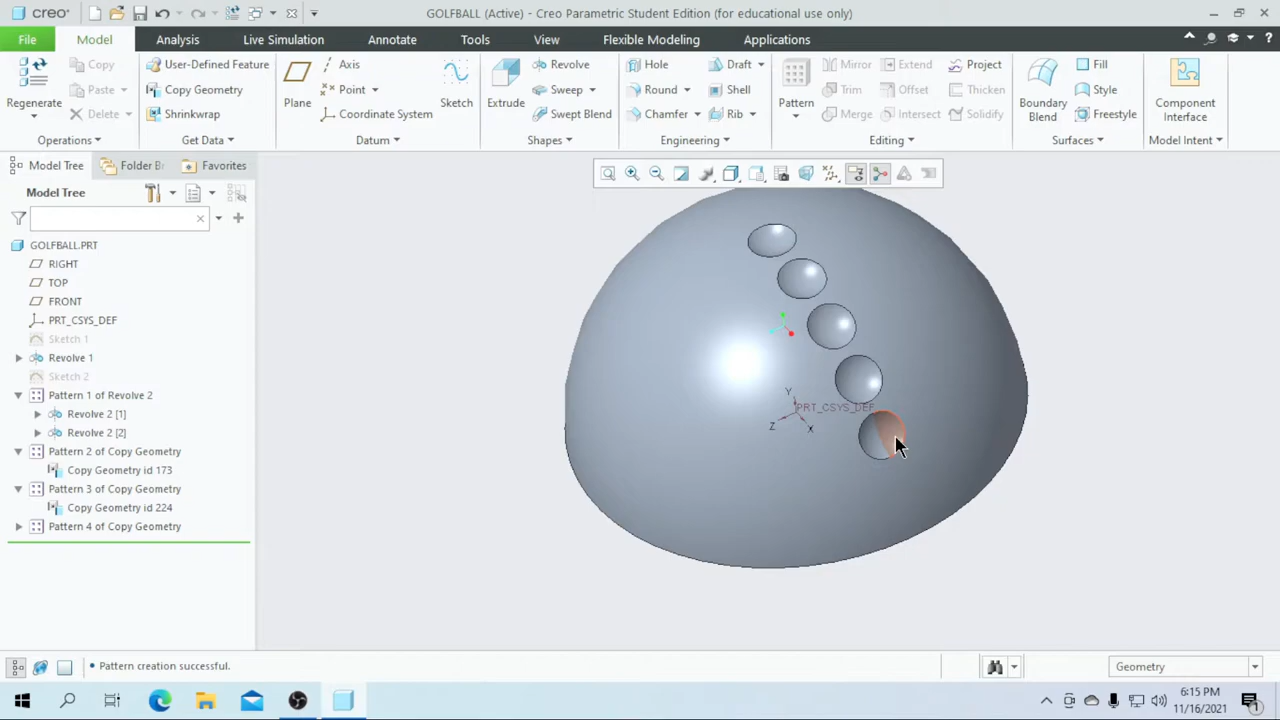 creo
GOLFBALL (Active) - Creo Parametric Student Edition (for educational use only)
File
Model
Analysis
Live Simulation
Annotate
Tools
View
Flexible Modeling
Applications
Regenerate
Copy
Paste
Delete
Operations
User-Defined Feature
Copy Geometry
Shrinkwrap
Get Data
Plane
Axis
Point
Coordinate System
Sketch
Datum
Extrude
Revolve
Sweep
Swept Blend
Shapes
Hole
Round
Chamfer
Draft
Shell
Rib
Engineering
Pattern
Mirror
Trim
Merge
Extend
Offset
Intersect
Project
Thicken
Solidify
Editing
Boundary
Blend
Fill
Style
Freestyle
Surfaces
Component
Interface
Model Intent
Model Tree
Folder B
Favorites
Model Tree
GOLFBALL.PRT
RIGHT
TOP
FRONT
PRT_CSYS_DEF
Sketch 1
Revolve 1
Sketch 2
Pattern 1 of Revolve 2
Revolve 2 [1]
Revolve 2 [2]
Pattern 2 of Copy Geometry
Copy Geometry id 173
Pattern 3 of Copy Geometry
Copy Geometry id 224
Pattern 4 of Copy Geometry
Y
PRT_CSYS_DEF
Z
X
• Pattern creation successful.
Geometry
6:15 PM
11/16/2021
1